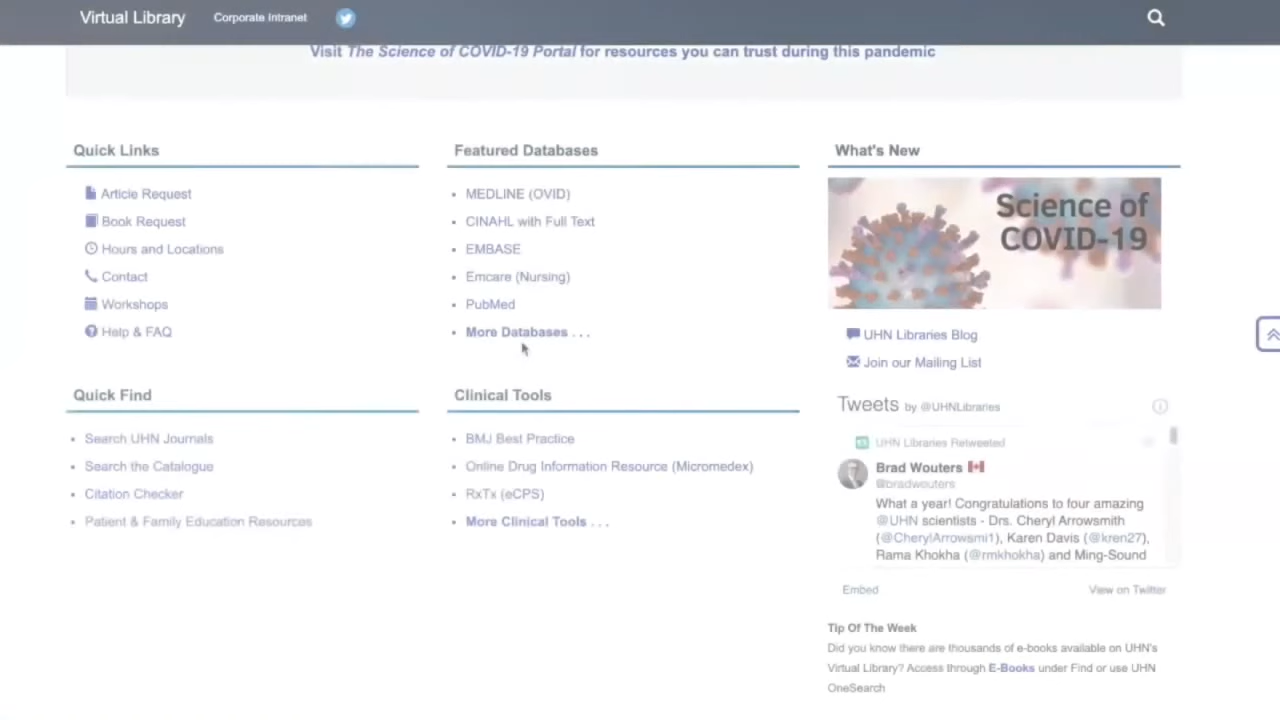 Virtual Library
Corporate Intranet
Visit The Science of COVID-19 Portal for resources you can trust during this pandemic
Quick Links
Article Request
Book Request
Hours and Locations
Contact
Workshops
Help & FAQ
Featured Databases
MEDLINE (OVID)
CINAHL with Full Text
EMBASE
Emcare (Nursing)
PubMed
More Databases . . .
What's New
Science of
COVID-19
UHN Libraries Blog
Join our Mailing List
Quick Find
Search UHN Journals
Search the Catalogue
Citation Checker
Patient & Family Education Resources
Clinical Tools
BMJ Best Practice
Online Drug Information Resource (Micromedex)
RxTx (eCPS)
More Clinical Tools . . .
Tweets by @UHNLibraries
UHN Libraries Retweeted
Brad Wouters
@bradwouters
What a year! Congratulations to four amazing
@UHN scientists - Drs. Cheryl Arrowsmith
(@CherylArrowsmi1), Karen Davis (@kren27),
Rama Khokha (@rmkhokha) and Ming-Sound
Embed
View on Twitter
Tip Of The Week
Did you know there are thousands of e-books available on UHN's
Virtual Library? Access through E-Books under Find or use UHN
OneSearch